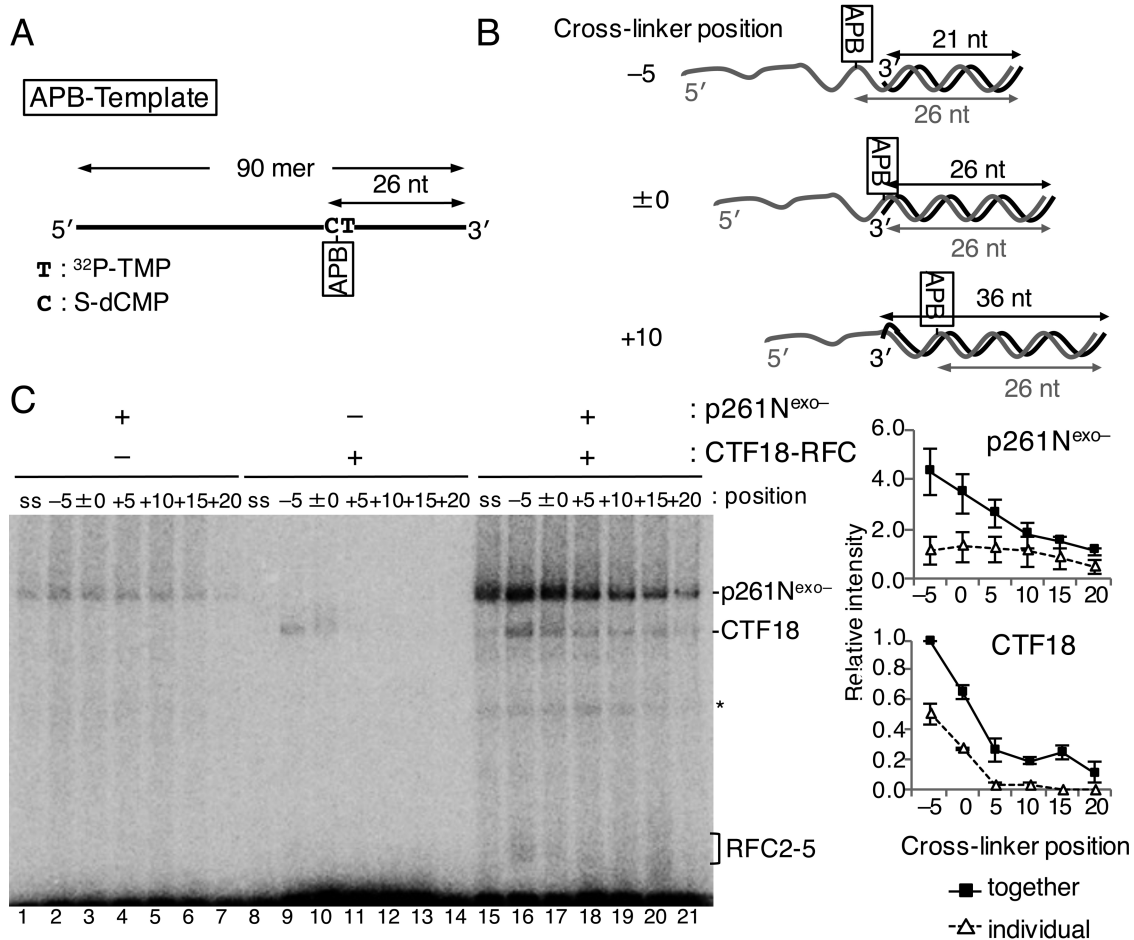 A
APB-Template
90 mer
26 nt
5′ CT 3′
APB
T : ³²P-TMP
C : S-dCMP
B
Cross-linker position
–5
APB
5′
3′
21 nt
26 nt
±0
APB
5′
3′
26 nt
26 nt
+10
APB
5′
3′
36 nt
26 nt
C
+ – + : p261Nexo–
– + + : CTF18-RFC
ss –5 ±0 +5 +10 +15 +20 ss –5 ±0 +5 +10 +15 +20 ss –5 ±0 +5 +10 +15 +20 : position
p261Nexo–
CTF18
*
RFC2-5
1 2 3 4 5 6 7 8 9 10 11 12 13 14 15 16 17 18 19 20 21
Relative intensity
p261Nexo–
6.0
4.0
2.0
0.0
–5 0 5 10 15 20
CTF18
1.0
0.8
0.6
0.4
0.2
0.0
–5 0 5 10 15 20
Cross-linker position
together
individual